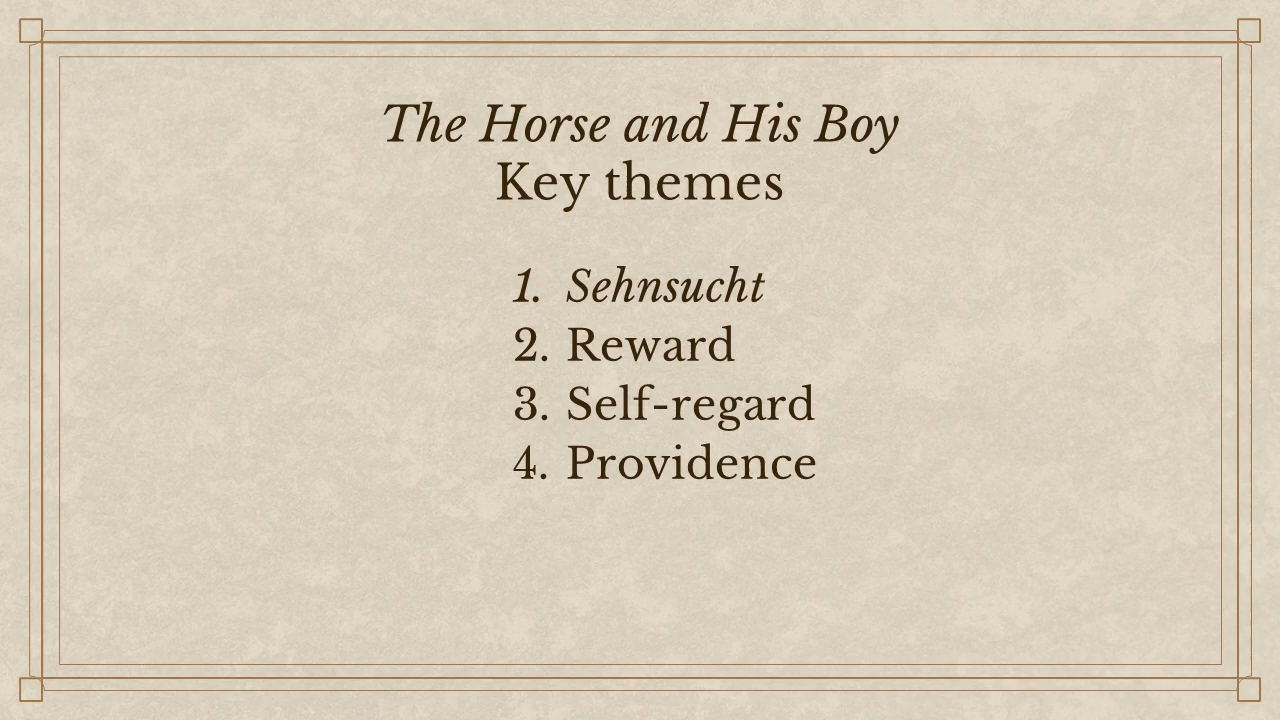 The Horse and His Boy
Key themes
1. Sehnsucht
2. Reward
3. Self-regard
4. Providence